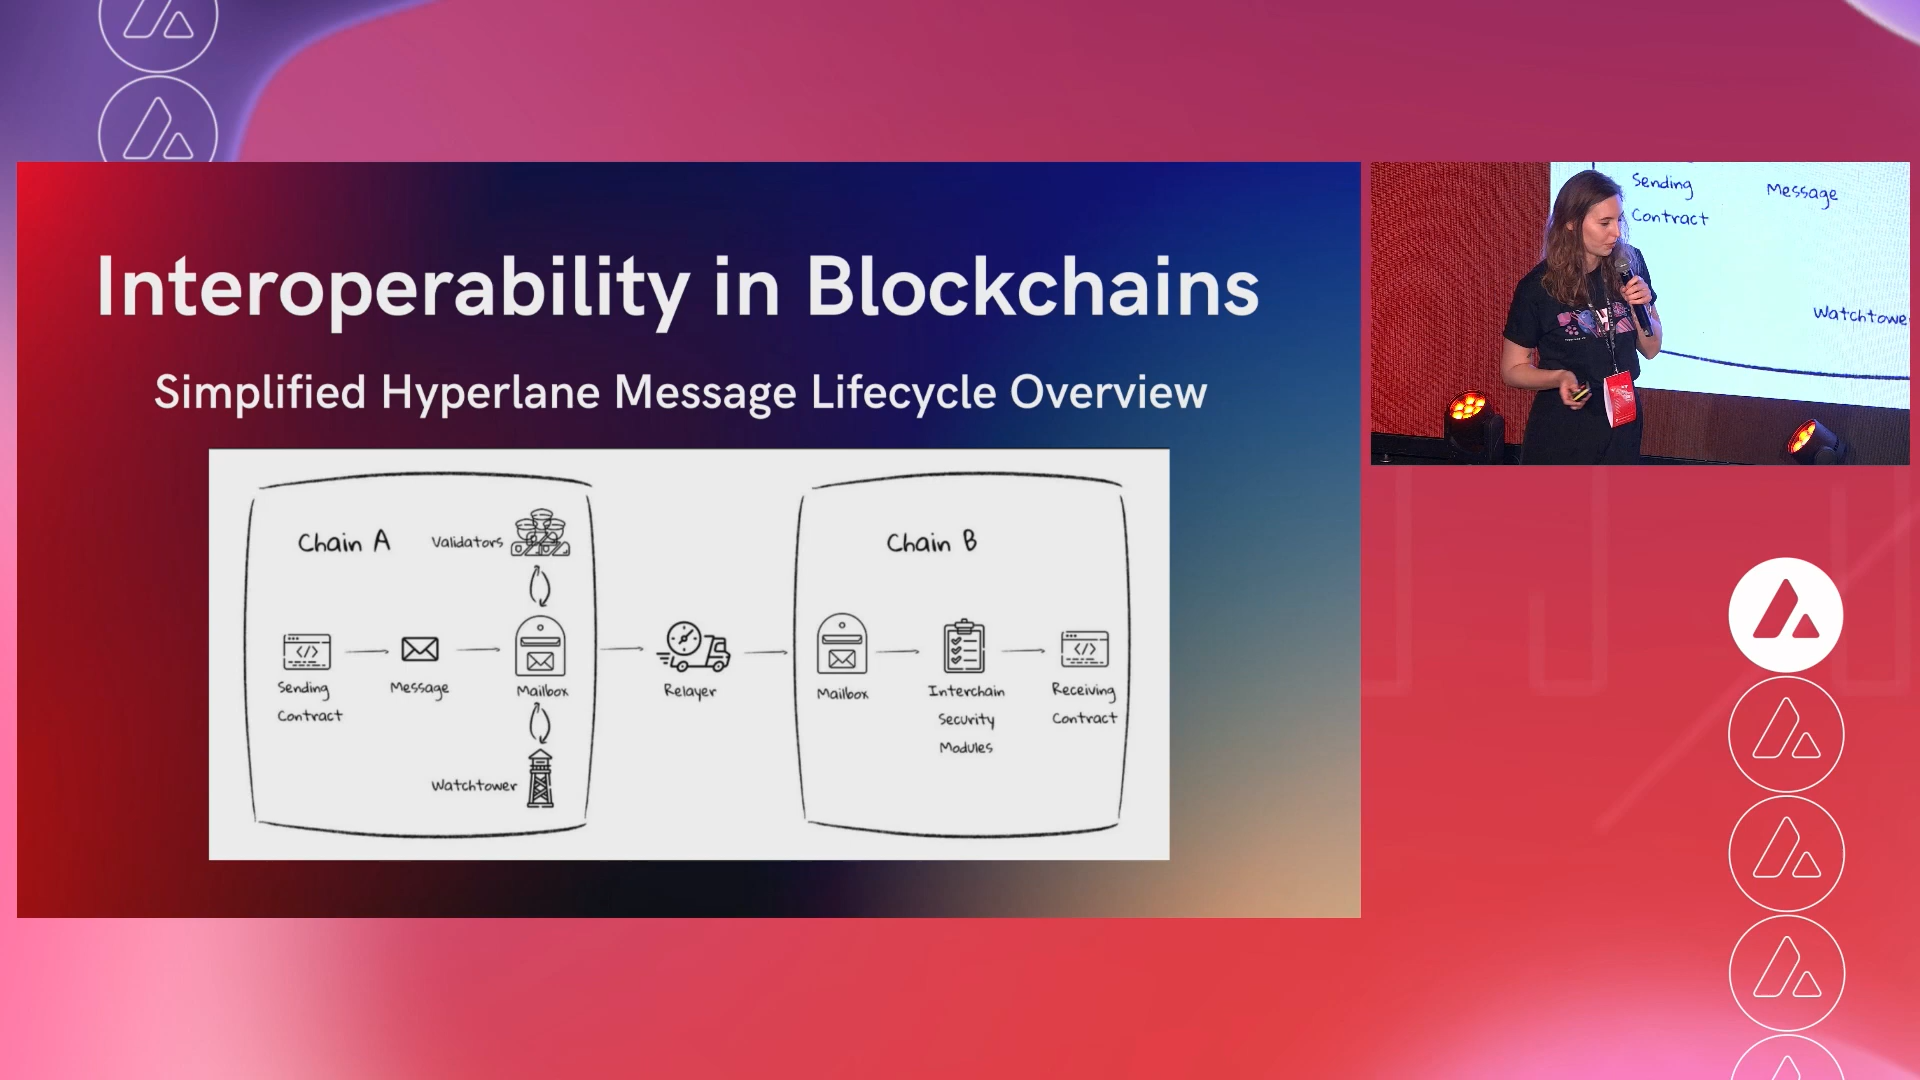 Interoperability in Blockchains
Simplified Hyperlane Message Lifecycle Overview
Chain A
Validators
Sending
Contract
Message
Mailbox
Watchtower
Relayer
Chain B
Mailbox
Interchain
Security
Modules
Receiving
Contract
Sending
Contract
Message
Watchtowe